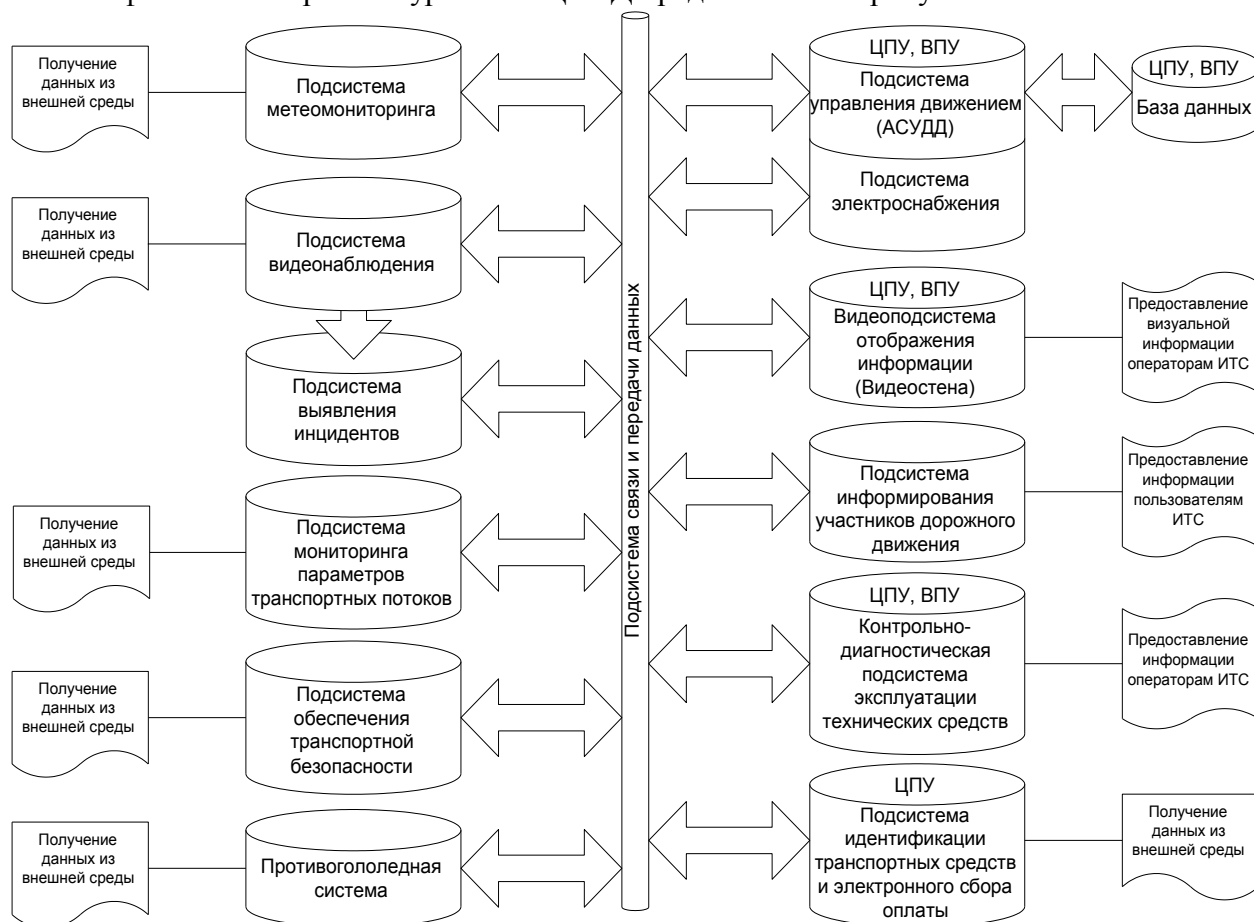 Получение
данных из
внешней среды
Подсистема
метеомониторинга
Получение
данных из
внешней среды
Подсистема
видеонаблюдения
Подсистема
выявления
инцидентов
Получение
данных из
внешней среды
Подсистема
мониторинга
параметров
транспортных потоков
Получение
данных из
внешней среды
Подсистема
обеспечения
транспортной
безопасности
Получение
данных из
внешней среды
Противогололедная
система
Подсистема связи и передачи данных
ЦПУ, ВПУ
Подсистема
управления движением
(АСУДД)
ЦПУ, ВПУ
База данных
Подсистема
электроснабжения
ЦПУ, ВПУ
Видеоподсистема
отображения
информации
(Видеостена)
Предоставление
визуальной
информации
операторам ИТС
Подсистема
информирования
участников дорожного
движения
Предоставление
информации
пользователям
ИТС
ЦПУ, ВПУ
Контрольно-
диагностическая
подсистема
эксплуатации
технических средств
Предоставление
информации
операторам ИТС
ЦПУ
Подсистема
идентификации
транспортных средств
и электронного сбора
оплаты
Получение
данных из
внешней среды